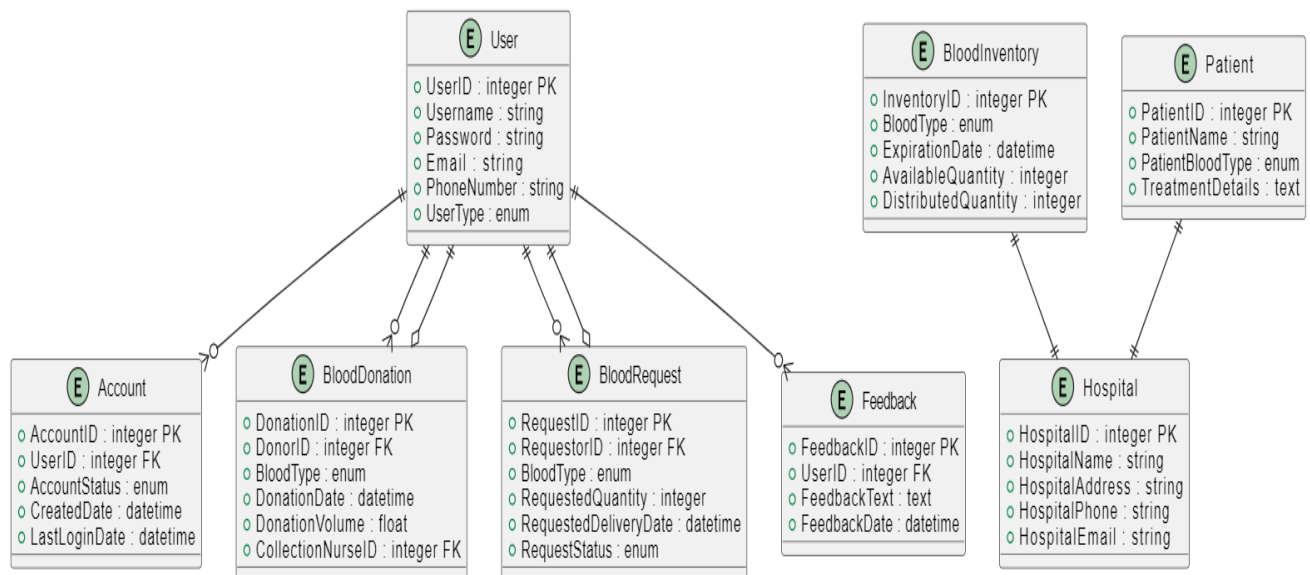 E User
UserID : integer PK
Username : string
Password : string
Email : string
PhoneNumber : string
UserType : enum
E BloodInventory
InventoryID : integer PK
BloodType : enum
ExpirationDate : datetime
AvailableQuantity : integer
DistributedQuantity : integer
E Patient
PatientID : integer PK
PatientName : string
PatientBloodType : enum
TreatmentDetails : text
E Account
AccountID : integer PK
UserID : integer FK
AccountStatus : enum
CreatedDate : datetime
LastLoginDate : datetime
E BloodDonation
DonationID : integer PK
DonorID : integer FK
BloodType : enum
DonationDate : datetime
DonationVolume : float
CollectionNurseID : integer FK
E BloodRequest
RequestID : integer PK
RequestorID : integer FK
BloodType : enum
RequestedQuantity : integer
RequestedDeliveryDate : datetime
RequestStatus : enum
E Feedback
FeedbackID : integer PK
UserID : integer FK
FeedbackText : text
FeedbackDate : datetime
E Hospital
HospitalID : integer PK
HospitalName : string
HospitalAddress : string
HospitalPhone : string
HospitalEmail : string